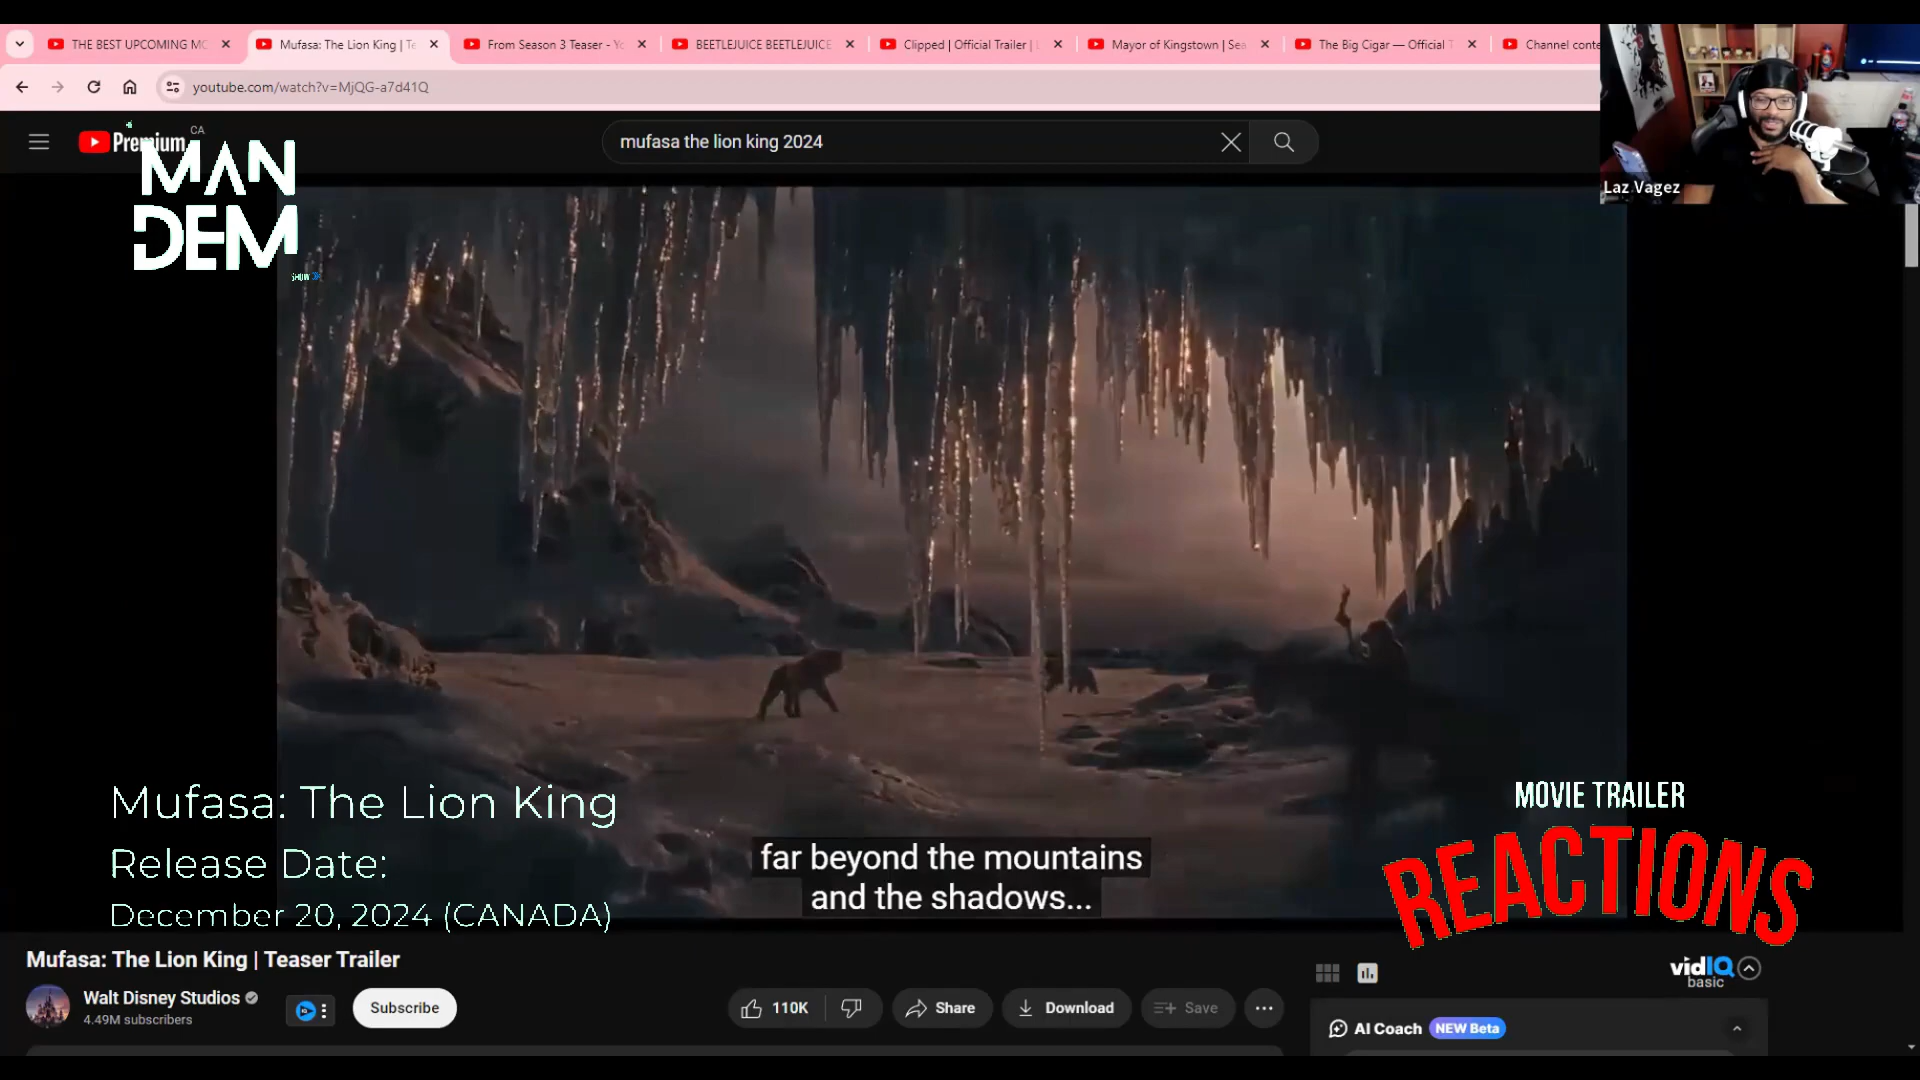 THE BEST UPCOMING MO
Mufasa: The Lion King | Te
From Season 3 Teaser - Yo
BEETLEJUICE BEETLEJUICE
Clipped | Official Trailer |
Mayor of Kingstown | Sea
The Big Cigar — Official T
Channel conte
youtube.com/watch?v=MjQG-a7d41Q
Premium
CA
mufasa the lion king 2024
Laz Vagez
MAN
DEM
SHOW
Mufasa: The Lion King
Release Date:
December 20, 2024 (CANADA)
far beyond the mountains
and the shadows...
MOVIE TRAILER
REACTIONS
Mufasa: The Lion King | Teaser Trailer
Walt Disney Studios
4.49M subscribers
Subscribe
110K
Share
Download
Save
vidIQ
basic
AI Coach NEW Beta